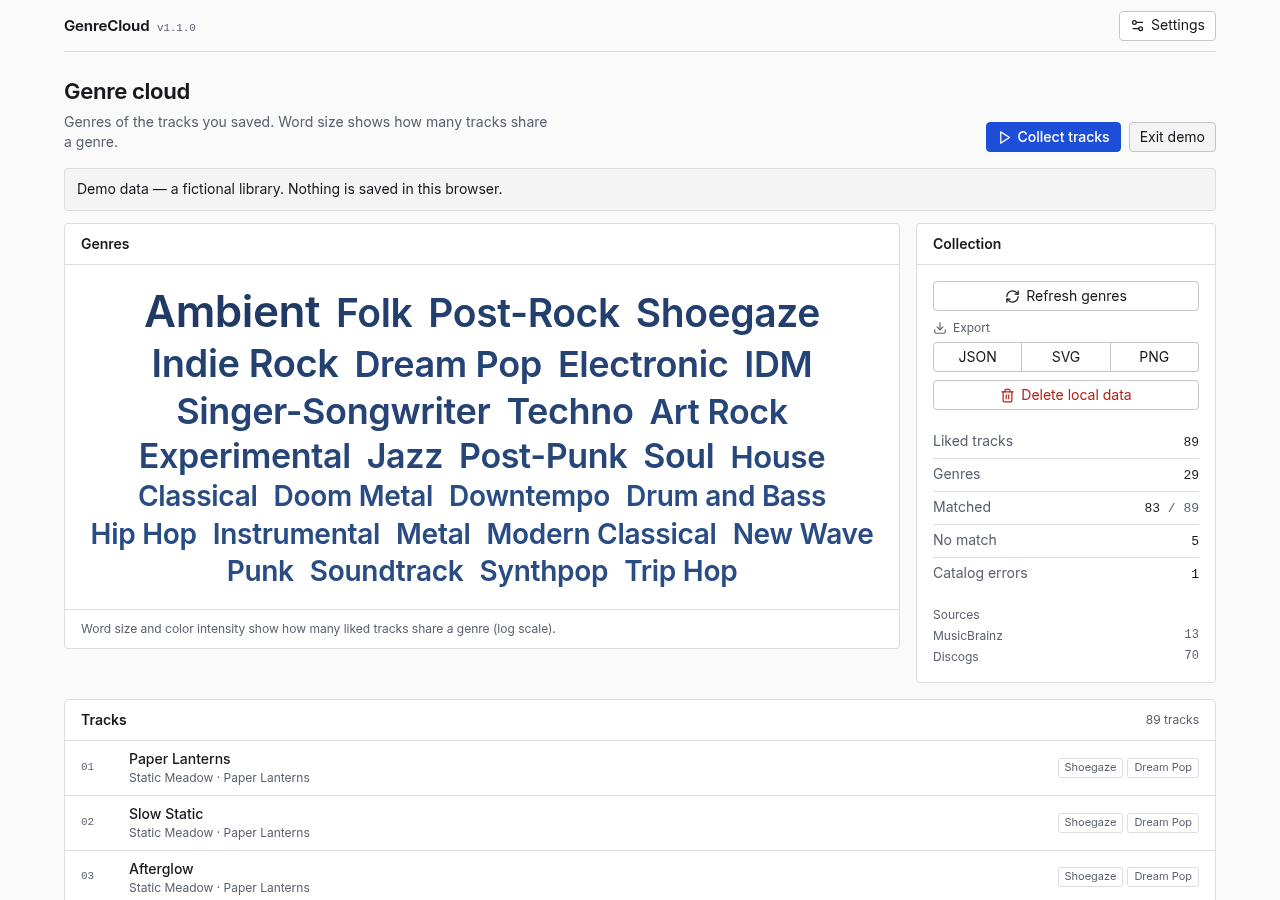 GenreCloud v1.1.0
Settings
Genre cloud
Genres of the tracks you saved. Word size shows how many tracks share
a genre.
Collect tracks
Exit demo
Demo data — a fictional library. Nothing is saved in this browser.
Genres
Ambient Folk Post-Rock Shoegaze
Indie Rock Dream Pop Electronic IDM
Singer-Songwriter Techno Art Rock
Experimental Jazz Post-Punk Soul House
Classical Doom Metal Downtempo Drum and Bass
Hip Hop Instrumental Metal Modern Classical New Wave
Punk Soundtrack Synthpop Trip Hop
Word size and color intensity show how many liked tracks share a genre (log scale).
Collection
Refresh genres
Export
JSON SVG PNG
Delete local data
Liked tracks 89
Genres 29
Matched 83 / 89
No match 5
Catalog errors 1
Sources
MusicBrainz 13
Discogs 70
Tracks 89 tracks
01 Paper Lanterns
Static Meadow · Paper Lanterns
Shoegaze Dream Pop
02 Slow Static
Static Meadow · Paper Lanterns
Shoegaze Dream Pop
03 Afterglow
Static Meadow · Paper Lanterns
Shoegaze Dream Pop